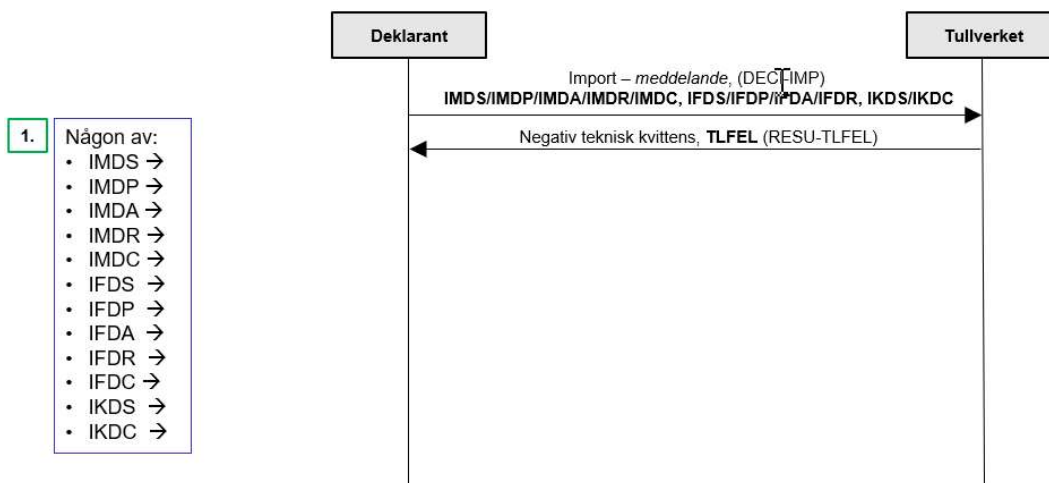 Deklarant
Tullverket
Import – meddelande, (DECL-IMP)
IMDS/IMDP/IMDA/IMDR/IMDC, IFDS/IFDP/IFDA/IFDR, IKDS/IKDC
Negativ teknisk kvittens, TLFEL (RESU-TLFEL)
1.
Någon av:
• IMDS →
• IMDP →
• IMDA →
• IMDR →
• IMDC →
• IFDS →
• IFDP →
• IFDA →
• IFDR →
• IFDC →
• IKDS →
• IKDC →